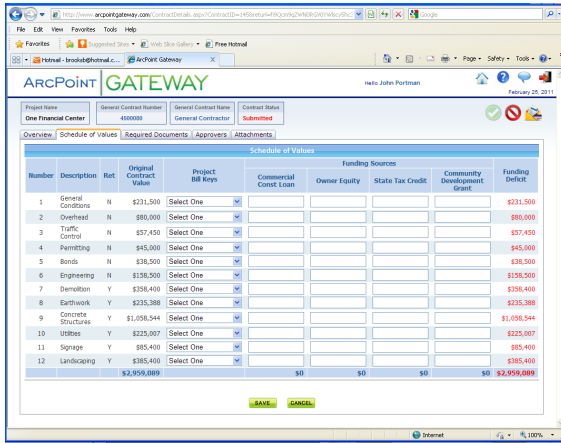 http://www.arcpointgateway.com/ContractDetails.aspx?ContractID=
Google
File Edit View Favorites Tools Help
Favorites Suggested Sites Web Slice Gallery Free Hotmail
Hotmail - brooksb@hotmail.c... ArcPoint Gateway X Page Safety Tools
ARCPOINT GATEWAY
Hello John Portman
February 25, 2011
Project Name General Contract Number General Contract Name Contract Status
One Financial Center 4500080 General Contractor Submitted
Overview Schedule of Values Required Documents Approvers Attachments
Schedule of Values
Number Description Ret Original Contract Value Project Bill Keys Funding Sources Funding Deficit
Commercial Const Loan Owner Equity State Tax Credit Community Development Grant
1 General Conditions N $231,500 Select One $231,500
2 Overhead N $80,000 Select One $80,000
3 Traffic Control N $57,450 Select One $57,450
4 Permitting N $45,000 Select One $45,000
5 Bonds N $38,500 Select One $38,500
6 Engineering N $158,500 Select One $158,500
7 Demolition Y $358,400 Select One $358,400
8 Earthwork Y $235,388 Select One $235,388
9 Concrete Structures Y $1,058,544 Select One $1,058,544
10 Utilities Y $225,007 Select One $225,007
11 Signage Y $85,400 Select One $85,400
12 Landscaping Y $385,400 Select One $385,400
$2,959,089 $0 $0 $0 $0 $2,959,089
SAVE CANCEL
Internet 100%